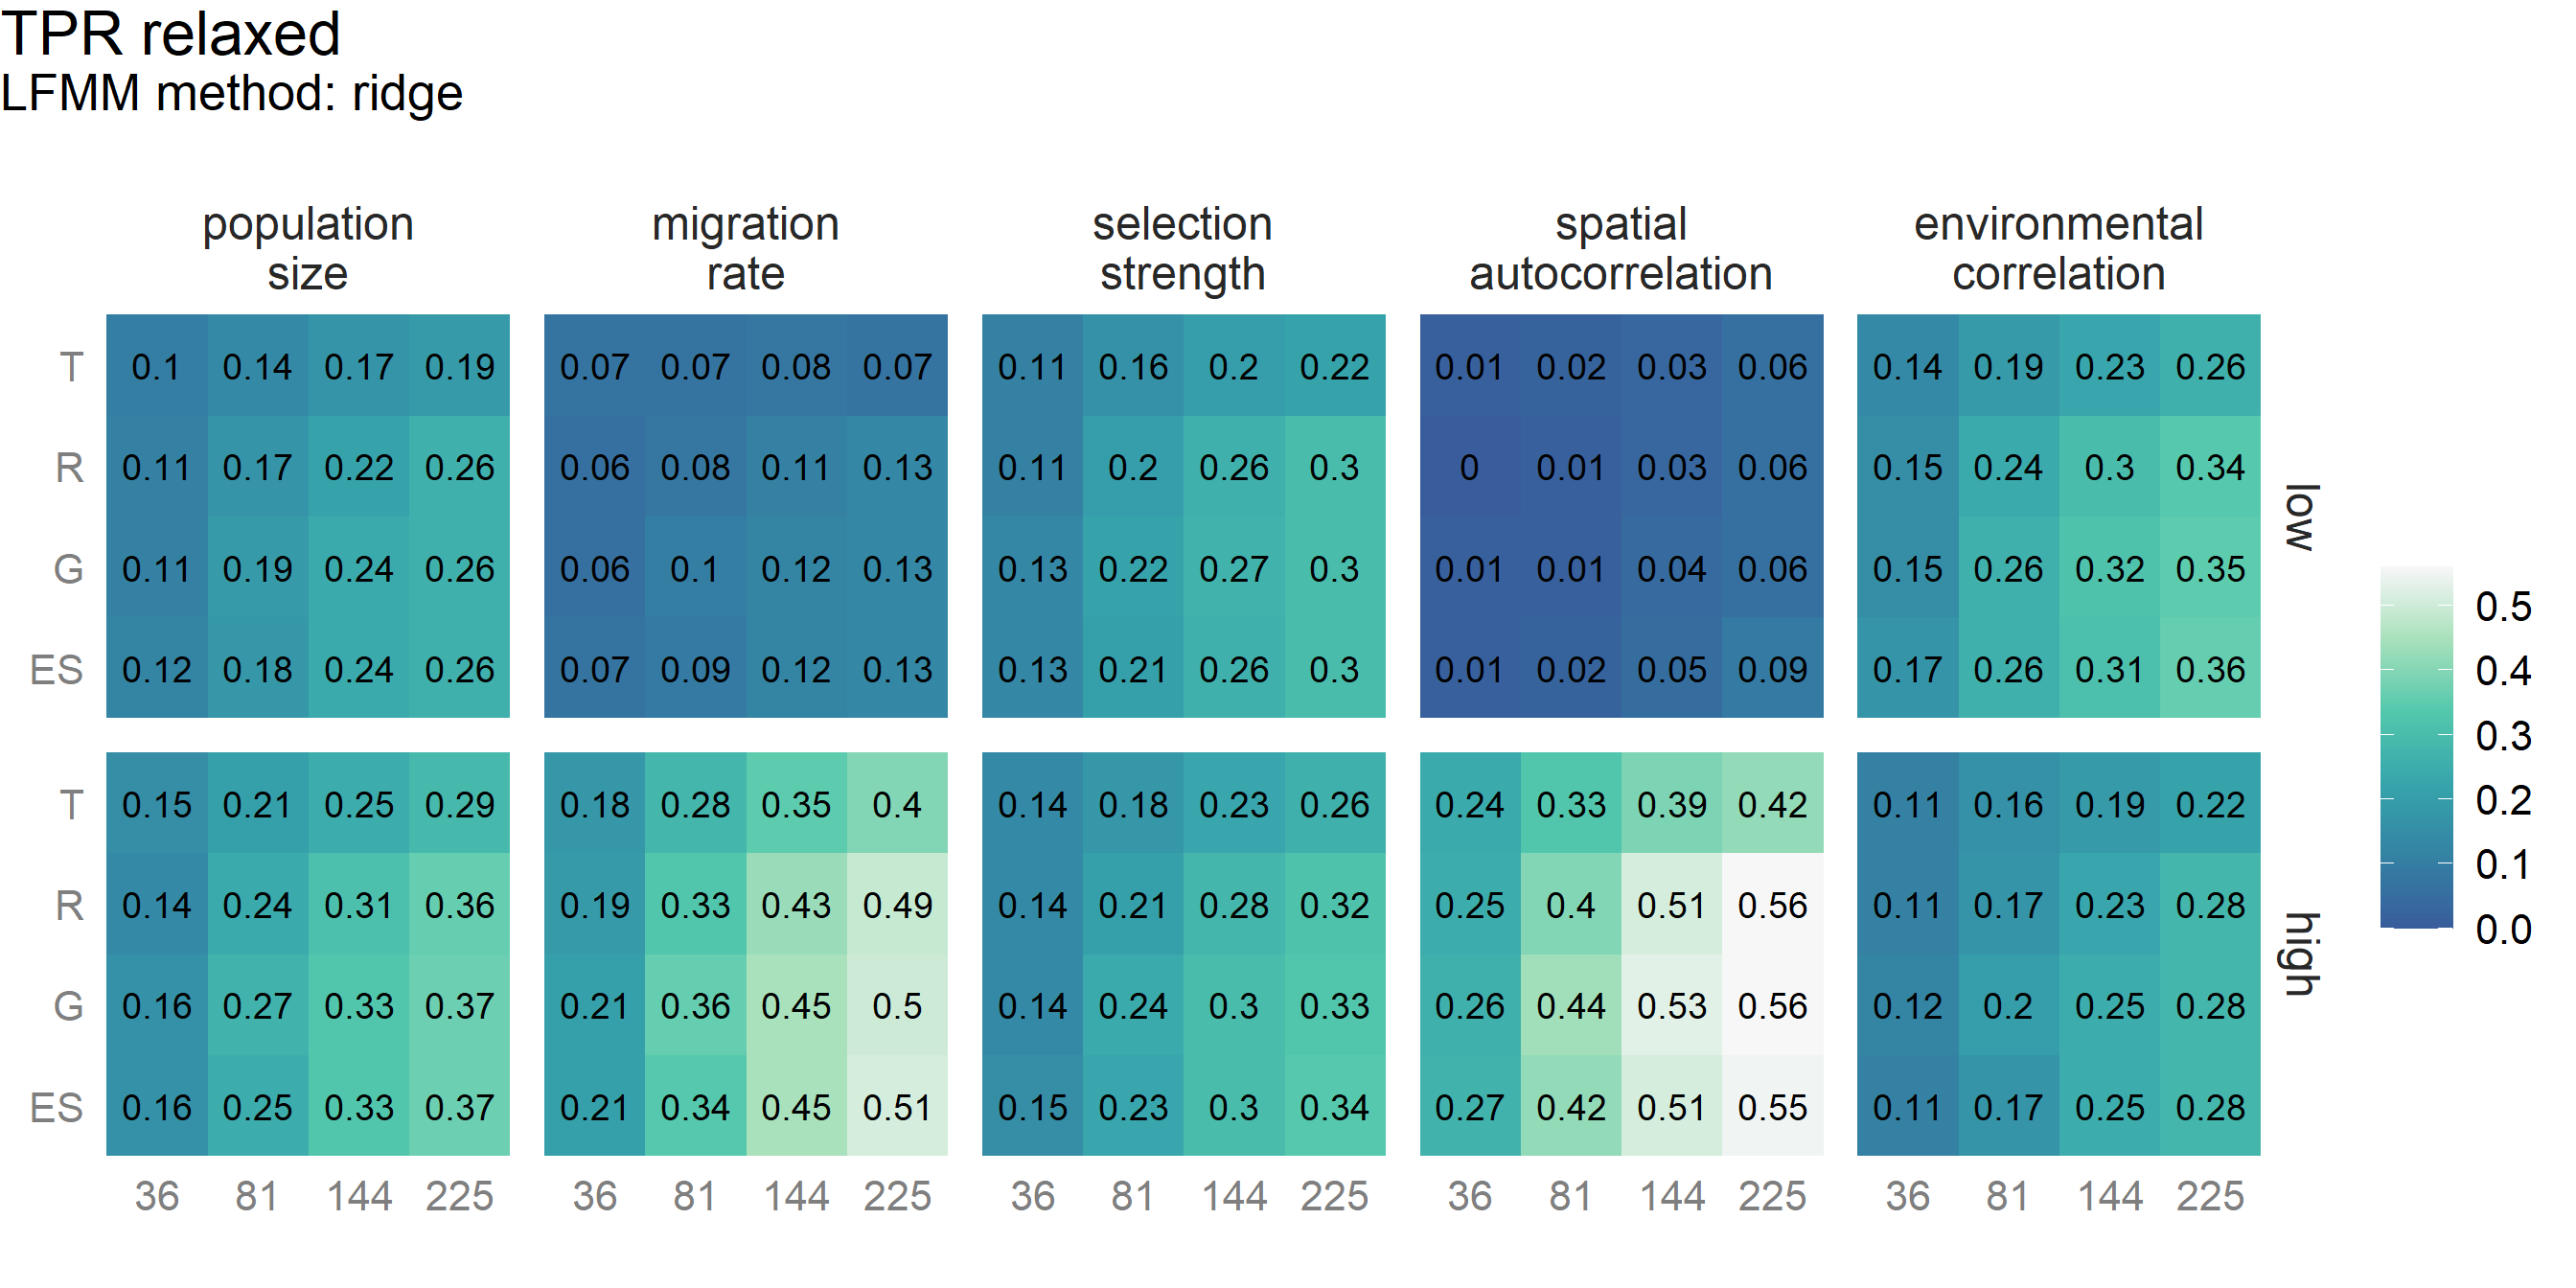 TPR relaxed
LFMM method: ridge
population size
migration rate
selection strength
spatial autocorrelation
environmental correlation
T 0.1 0.14 0.17 0.19 0.07 0.07 0.08 0.07 0.11 0.16 0.2 0.22 0.01 0.02 0.03 0.06 0.14 0.19 0.23 0.26
R 0.11 0.17 0.22 0.26 0.06 0.08 0.11 0.13 0.11 0.2 0.26 0.3 0 0.01 0.03 0.06 0.15 0.24 0.3 0.34
G 0.11 0.19 0.24 0.26 0.06 0.1 0.12 0.13 0.13 0.22 0.27 0.3 0.01 0.01 0.04 0.06 0.15 0.26 0.32 0.35
ES 0.12 0.18 0.24 0.26 0.07 0.09 0.12 0.13 0.13 0.21 0.26 0.3 0.01 0.02 0.05 0.09 0.17 0.26 0.31 0.36
low
T 0.15 0.21 0.25 0.29 0.18 0.28 0.35 0.4 0.14 0.18 0.23 0.26 0.24 0.33 0.39 0.42 0.11 0.16 0.19 0.22
R 0.14 0.24 0.31 0.36 0.19 0.33 0.43 0.49 0.14 0.21 0.28 0.32 0.25 0.4 0.51 0.56 0.11 0.17 0.23 0.28
G 0.16 0.27 0.33 0.37 0.21 0.36 0.45 0.5 0.14 0.24 0.3 0.33 0.26 0.44 0.53 0.56 0.12 0.2 0.25 0.28
ES 0.16 0.25 0.33 0.37 0.21 0.34 0.45 0.51 0.15 0.23 0.3 0.34 0.27 0.42 0.51 0.55 0.11 0.17 0.25 0.28
high
36 81 144 225 36 81 144 225 36 81 144 225 36 81 144 225 36 81 144 225
0.5
0.4
0.3
0.2
0.1
0.0